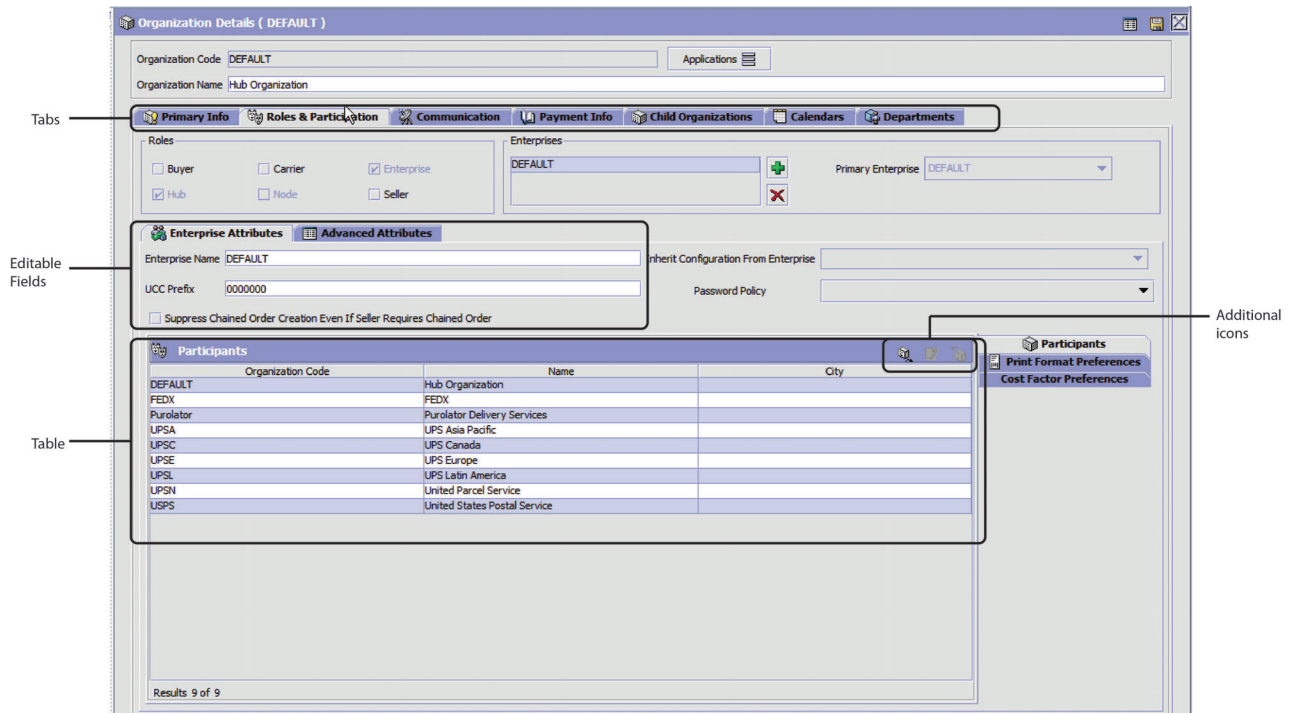 Organization Details ( DEFAULT )
Organization Code DEFAULT
Applications
Organization Name Hub Organization
Tabs
Primary Info Roles & Participation Communication Payment Info Child Organizations Calendars Departments
Roles
Buyer Carrier Enterprise
Hub Node Seller
Enterprises
DEFAULT
Primary Enterprise DEFAULT
Editable
Fields
Enterprise Attributes Advanced Attributes
Enterprise Name DEFAULT
Inherit Configuration From Enterprise
UCC Prefix 0000000
Password Policy
Suppress Chained Order Creation Even If Seller Requires Chained Order
Additional
icons
Table
Participants
Organization Code Name City
DEFAULT Hub Organization
FEDX FEDX
Purolator Purolator Delivery Services
UPSA UPS Asia Pacific
UPSC UPS Canada
UPSE UPS Europe
UPSL UPS Latin America
UPSN United Parcel Service
USPS United States Postal Service
Results 9 of 9
Participants
Print Format Preferences
Cost Factor Preferences